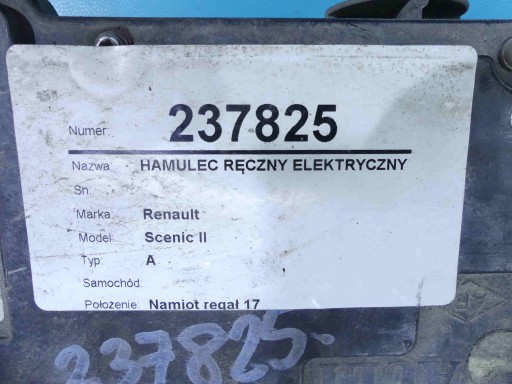 Numer: 237825
Nazwa: HAMULEC RĘCZNY ELEKTRYCZNY
Sn.
Marka: Renault
Model: Scenic II
Typ: A
Samochód:
Położenie: Namiot regał 17
237825